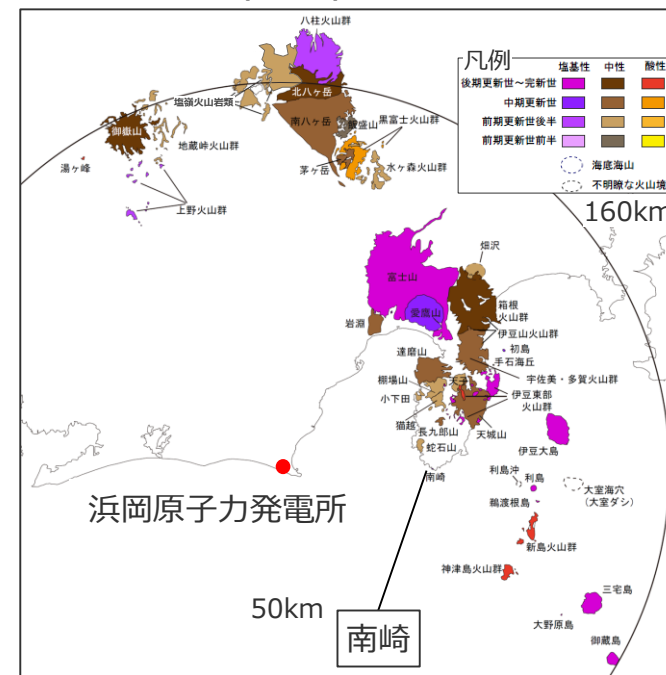 八柱火山群
塩嶺火山岩類
北八ヶ岳
御嶽山
地蔵峠火山群
南八ヶ岳
飯盛山
黒富士火山群
湯ヶ峰
茅ヶ岳
水ヶ森火山群
上野火山群
凡例
塩基性 中性 酸性
後期更新世~完新世
中期更新世
前期更新世後半
前期更新世前半
海底海山
不明瞭な火山境
160km
畑沢
富士山
愛鷹山
箱根
火山群
岩淵
伊豆山火山群
達磨山
初島
手石海丘
棚場山
天子
宇佐美・多賀火山群
小下田
伊豆東部
火山群
猫越
長九郎山
天城山
蛇石山
伊豆大島
南崎
利島沖
利島
大室海穴
(大室ダシ)
鵜渡根島
浜岡原子力発電所
新島火山群
神津島火山群
50km
南崎
三宅島
大野原島
御蔵島